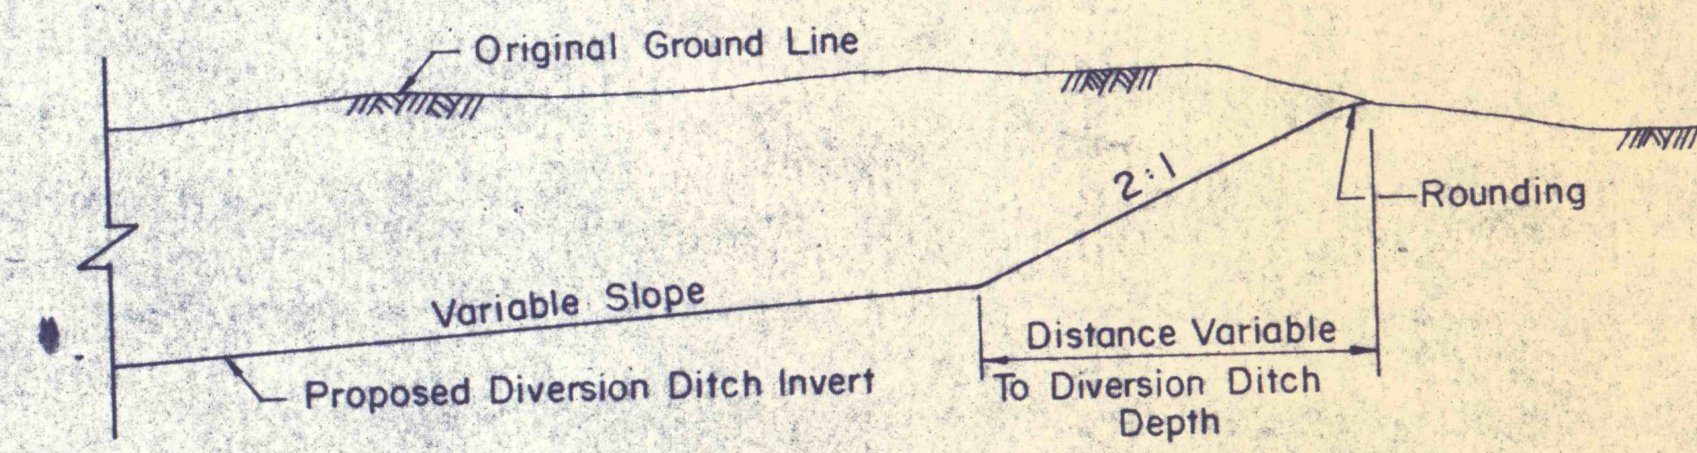 Original Ground Line
2:1
Rounding
Variable Slope
Distance Variable
To Diversion Ditch
Depth
Proposed Diversion Ditch Invert